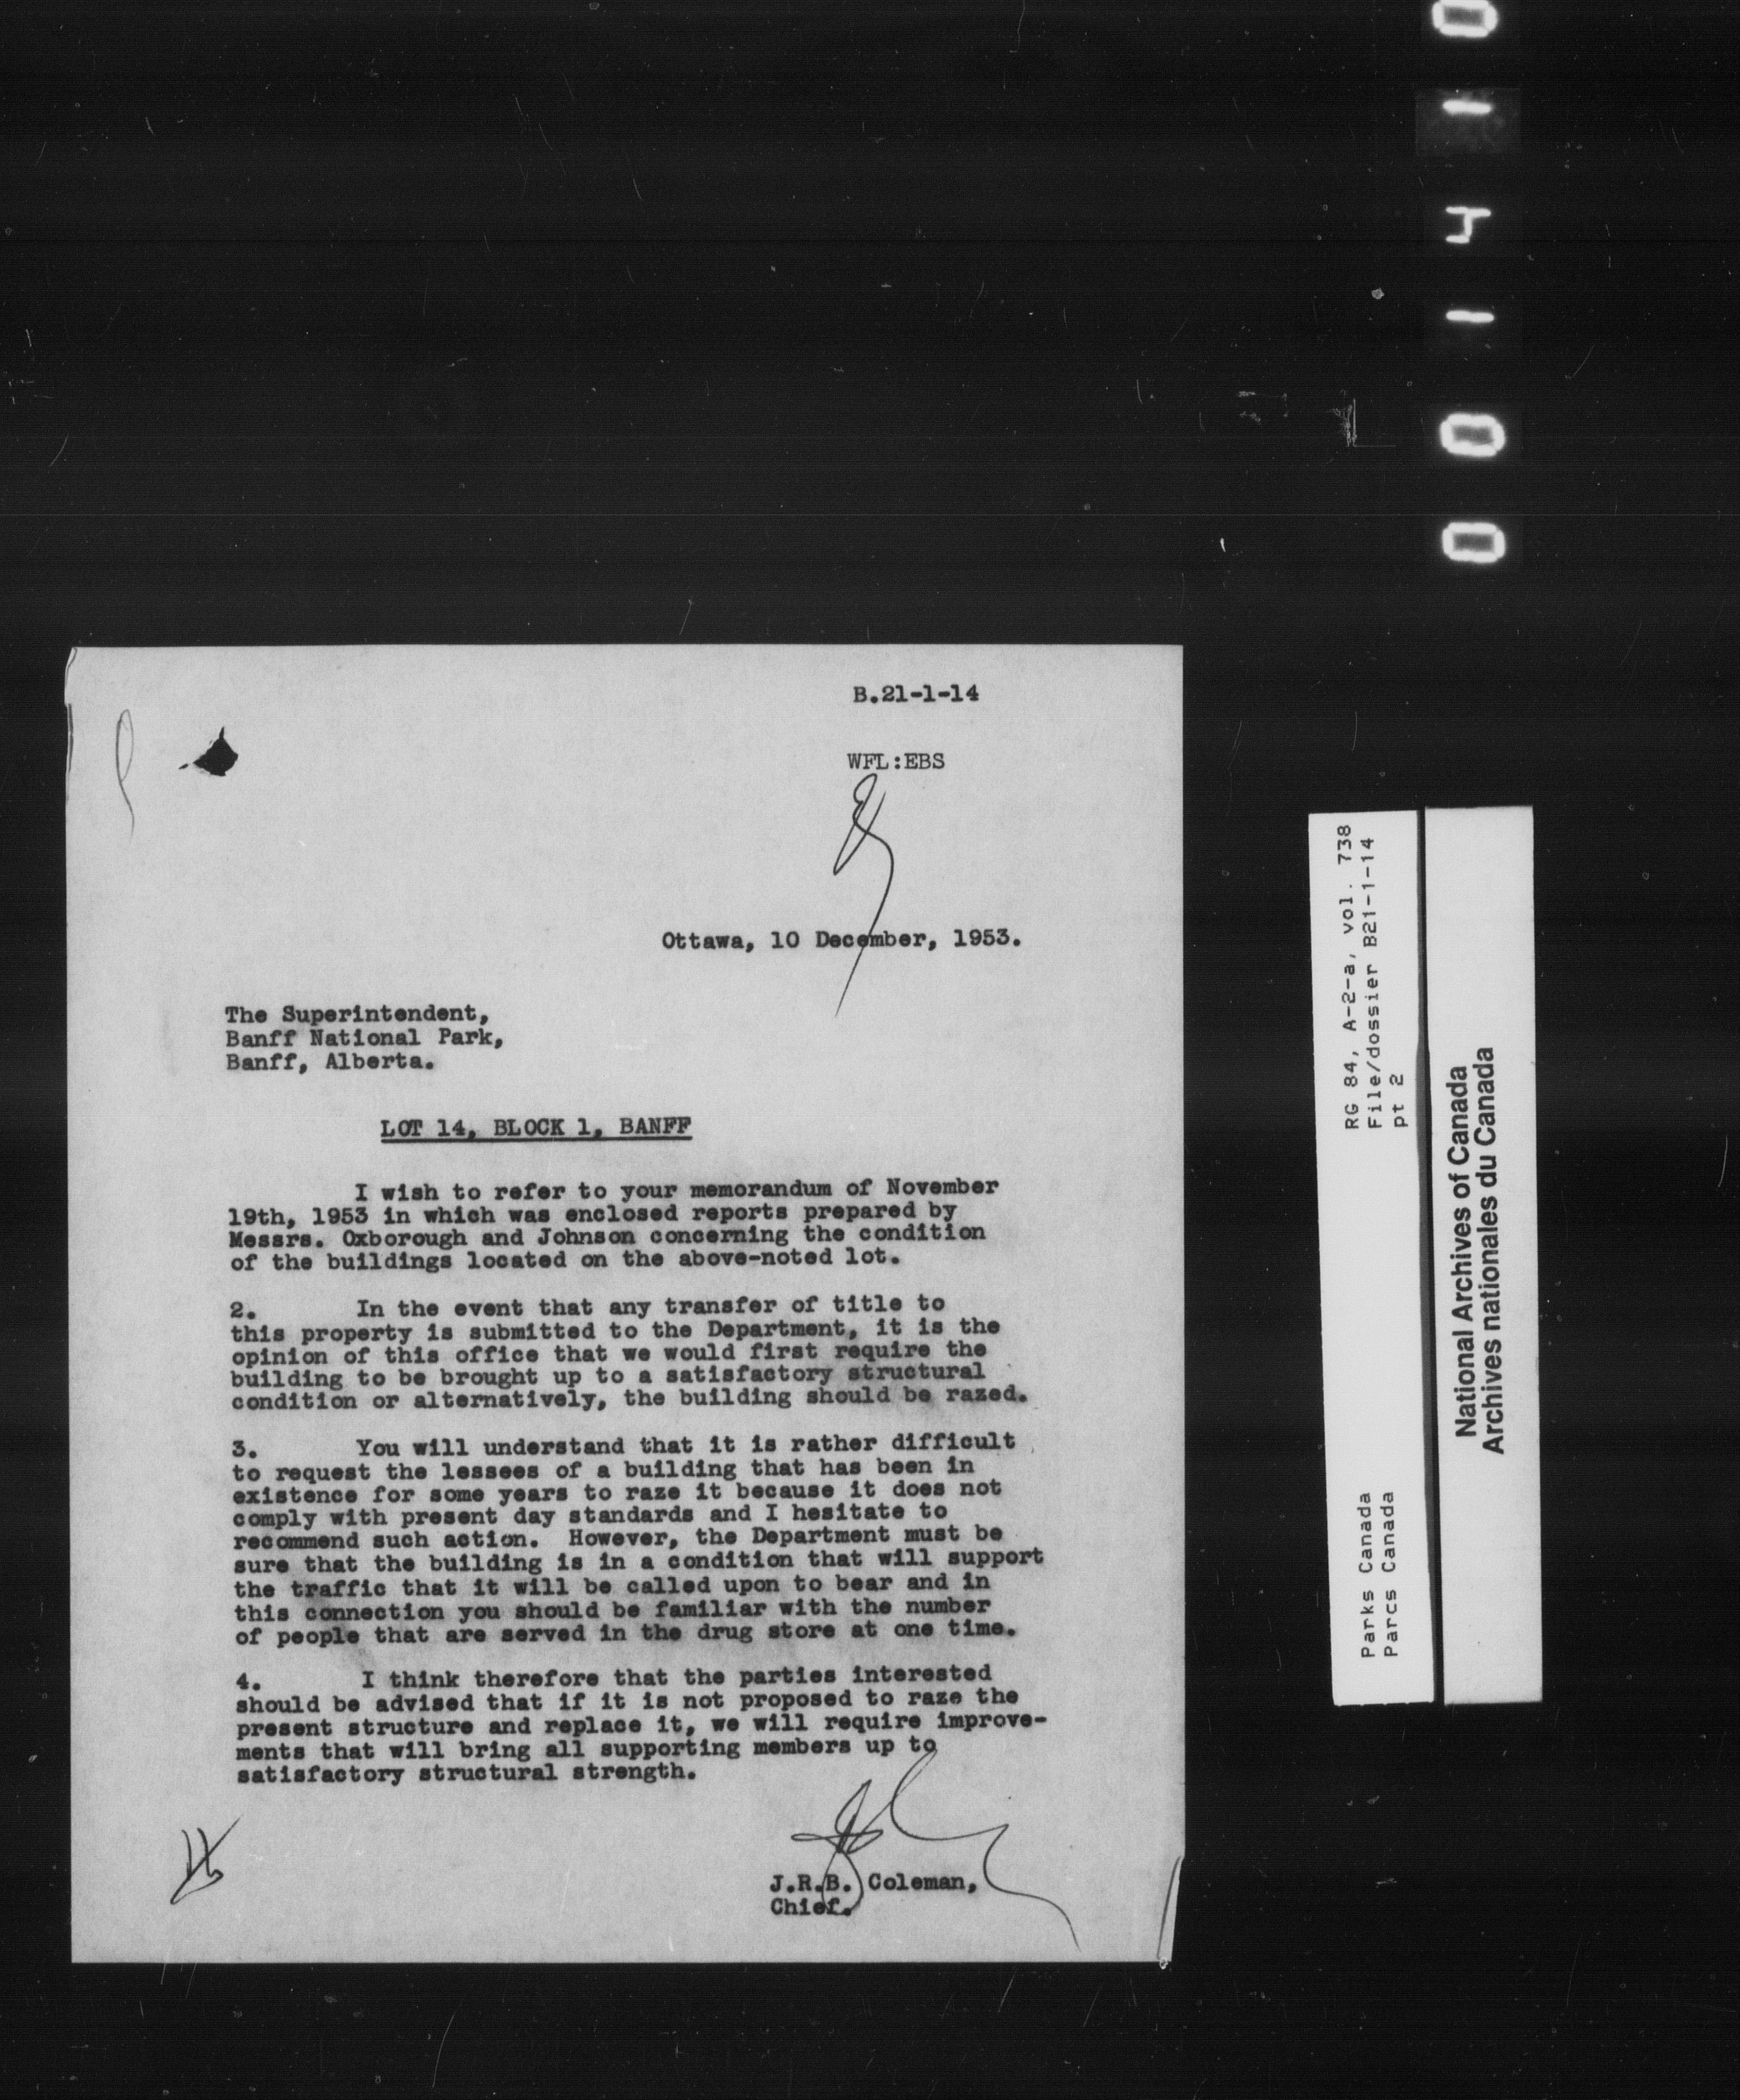 B.21-1-14
WFL:EBS
Ottawa, 10 December, 1953.
The Superintendent,
Banff National Park,
Banff, Alberta.
LOT 14, BLOCK 1, BANFF
I wish to refer to your memorandum of November
19th, 1953 in which was enclosed reports prepared by
Messrs. Oxborough and Johnson concerning the condition
of the buildings located on the above-noted lot.
2. In the event that any transfer of title to
this property is submitted to the Department, it is the
opinion of this office that we would first require the
building to be brought up to a satisfactory structural
condition or alternatively, the building should be razed.
3. You will understand that it is rather difficult
to request the lessees of a building that has been in
existence for some years to raze it because it does not
comply with present day standards and I hesitate to
recommend such action. However, the Department must be
sure that the building is in a condition that will support
the traffic that it will be called upon to bear and in
this connection you should be familiar with the number
of people that are served in the drug store at one time.
4. I think therefore that the parties interested
should be advised that if it is not proposed to raze the
present structure and replace it, we will require improve-
ments that will bring all supporting members up to
satisfactory structural strength.
J.R.B. Coleman,
Chief.
Parks Canada
Parcs Canada
RG 84, A-2-a, vol. 738
File/dossier B21-1-14
pt 2
National Archives of Canada
Archives nationales du Canada